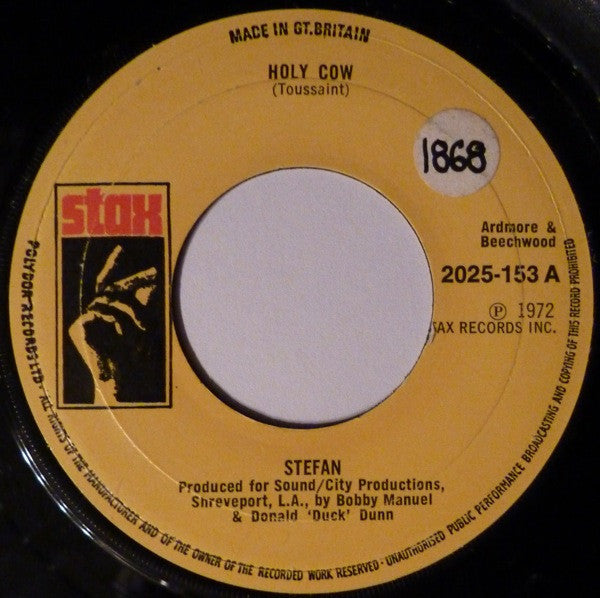 MADE IN GT.BRITAIN
HOLY COW
(Toussaint)
1868
stax
Ardmore &
Beechwood
2025-153 A
℗ 1972
TAX RECORDS INC.
STEFAN
Produced for Sound/City Productions,
Shreveport, L.A., by Bobby Manuel
& Donald 'Duck' Dunn
POLYDOR-RECORDS LTD· ALL RIGHTS OF THE MANUFACTURER AND OF THE OWNER OF THE RECORDED WORK RESERVED · UNAUTHORISED PUBLIC PERFORMANCE BROADCASTING AND COPYING OF THIS RECORD PROHIBITED